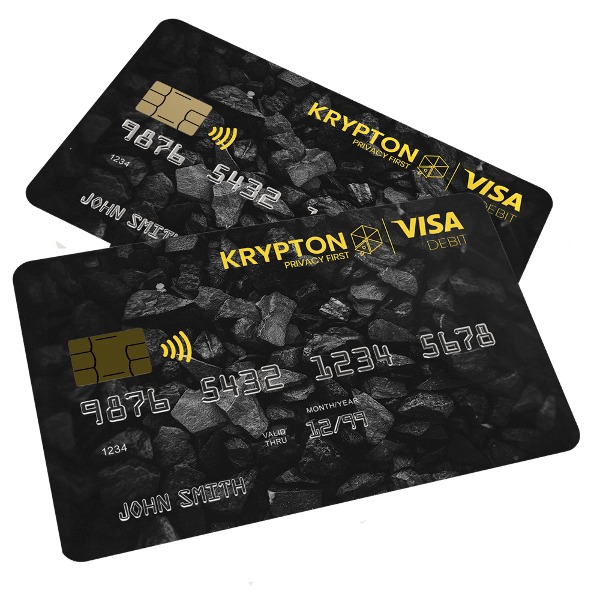 KRYPTON
PRIVACY FIRST
VISA
DEBIT
9876 5432
1234
JOHN SMITH
KRYPTON
PRIVACY FIRST
VISA
DEBIT
9876 5432 1234 5678
1234
MONTH/YEAR
VALID THRU
12/99
JOHN SMITH